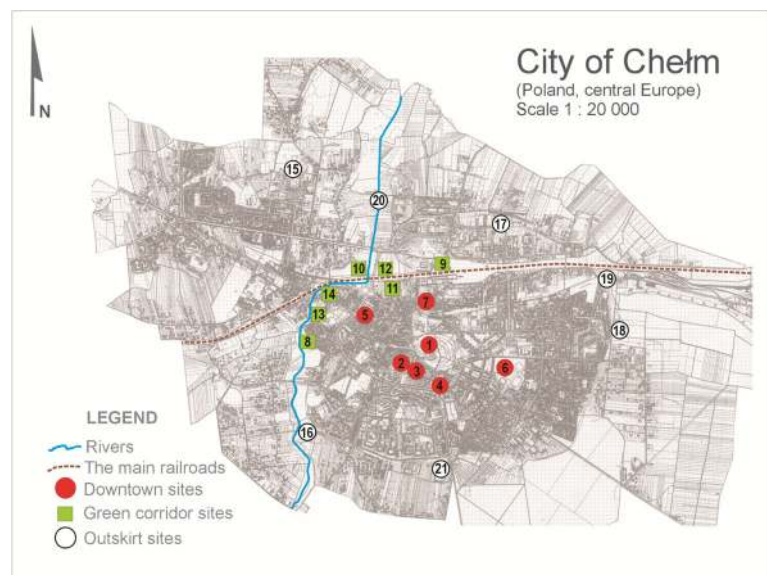 City of Chełm
(Poland, central Europe)
Scale 1 : 20 000
N
15
20
17
9
10
12
19
11
14
7
13
5
18
8
1
2
3
6
4
16
21
LEGEND
Rivers
The main railroads
Downtown sites
Green corridor sites
Outskirt sites